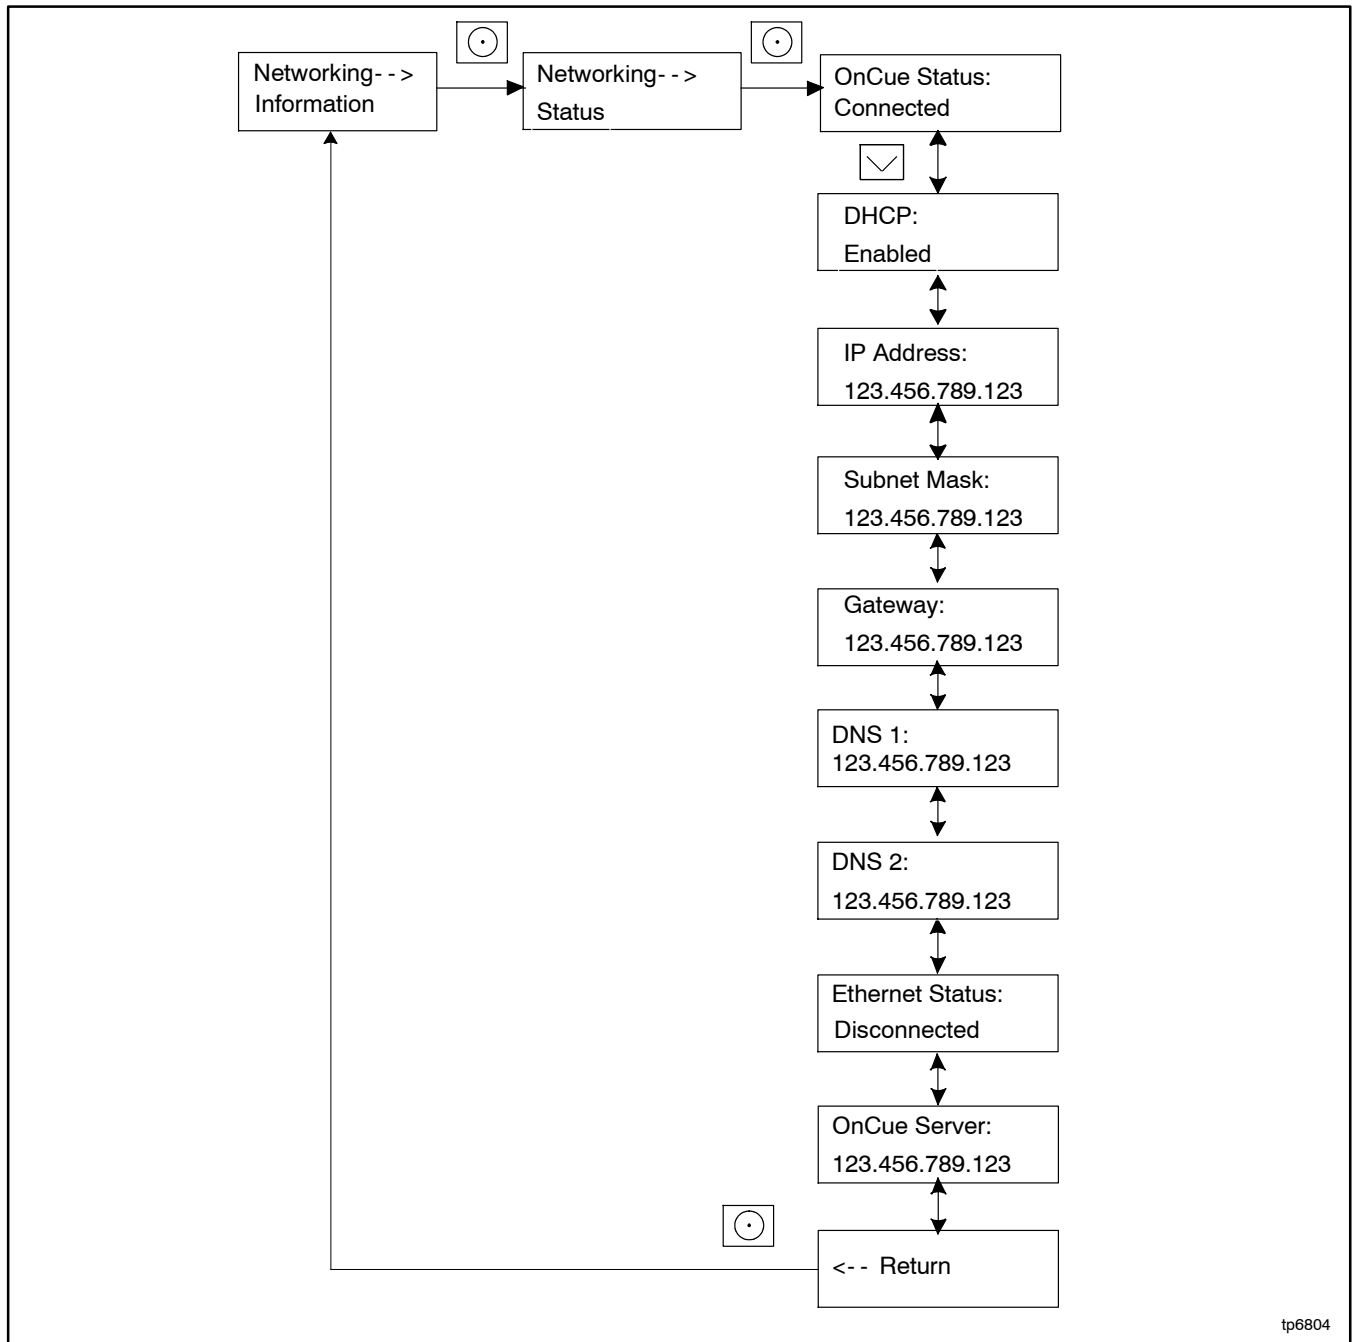 Networking-->
Information
Networking-->
Status
OnCue Status:
Connected
DHCP:
Enabled
IP Address:
123.456.789.123
Subnet Mask:
123.456.789.123
Gateway:
123.456.789.123
DNS 1:
123.456.789.123
DNS 2:
123.456.789.123
Ethernet Status:
Disconnected
OnCue Server:
123.456.789.123
<-- Return
tp6804